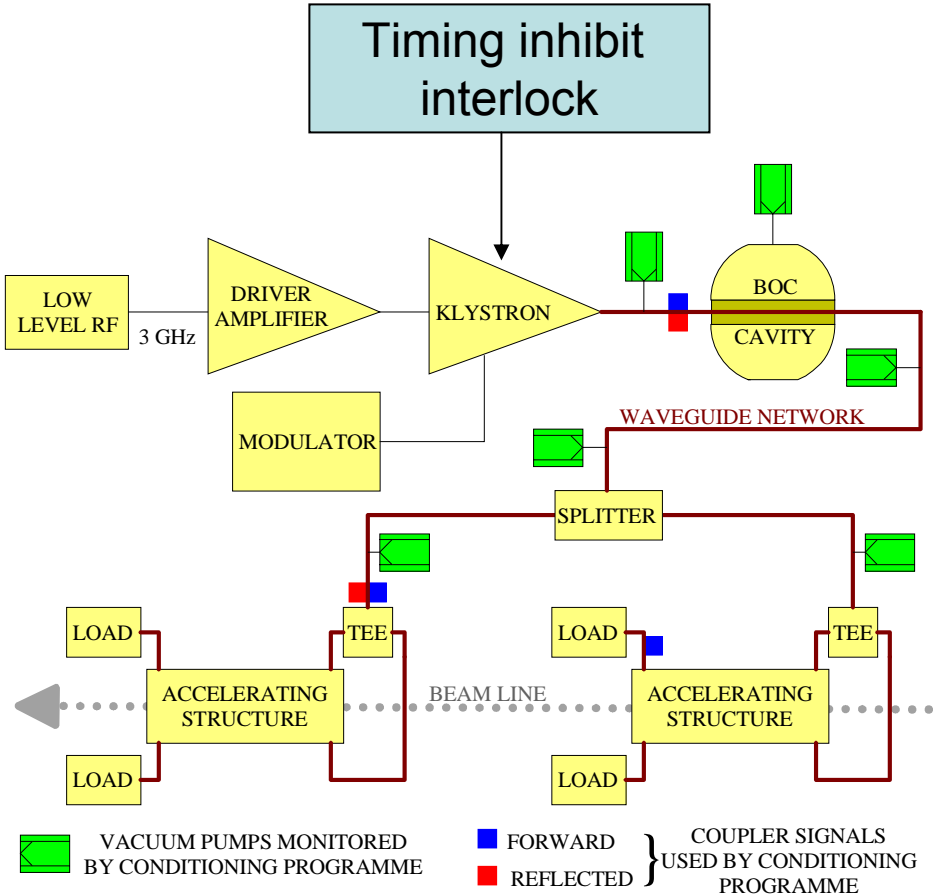 Timing inhibit
interlock
BOC
CAVITY
LOW
LEVEL RF
3 GHz
DRIVER
AMPLIFIER
KLYSTRON
MODULATOR
WAVEGUIDE NETWORK
SPLITTER
LOAD
TEE
LOAD
TEE
ACCELERATING
STRUCTURE
BEAM LINE
ACCELERATING
STRUCTURE
LOAD
LOAD
VACUUM PUMPS MONITORED
BY CONDITIONING PROGRAMME
FORWARD
REFLECTED
COUPLER SIGNALS
USED BY CONDITIONING
PROGRAMME